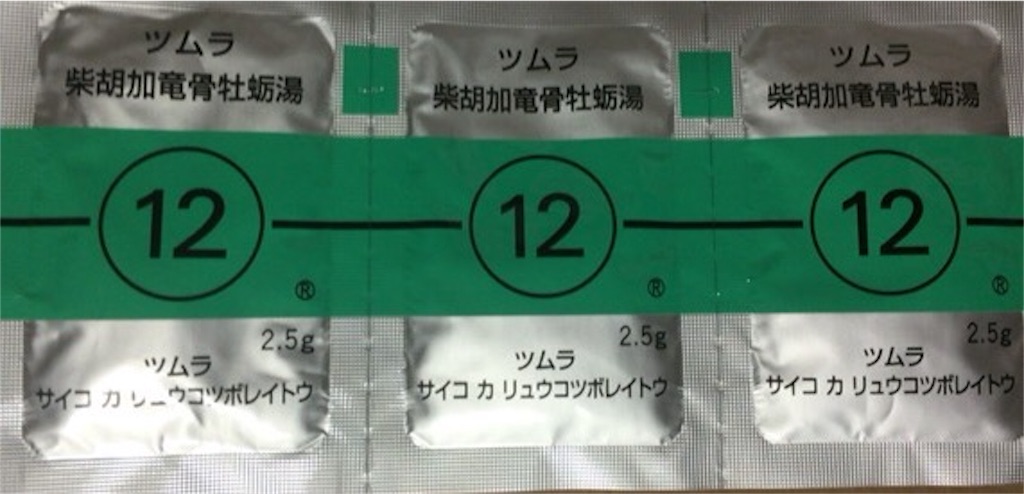 ツムラ
柴胡加竜骨牡蛎湯
12
®
2.5g
ツムラ
サイコ カ リュウコツボレイトウ
ツムラ
柴胡加竜骨牡蛎湯
12
®
2.5g
ツムラ
サイコ カ リュウコツボレイトウ
ツムラ
柴胡加竜骨牡蛎湯
12
®
2.5g
ツムラ
サイコ カ リュウコツボレイトウ